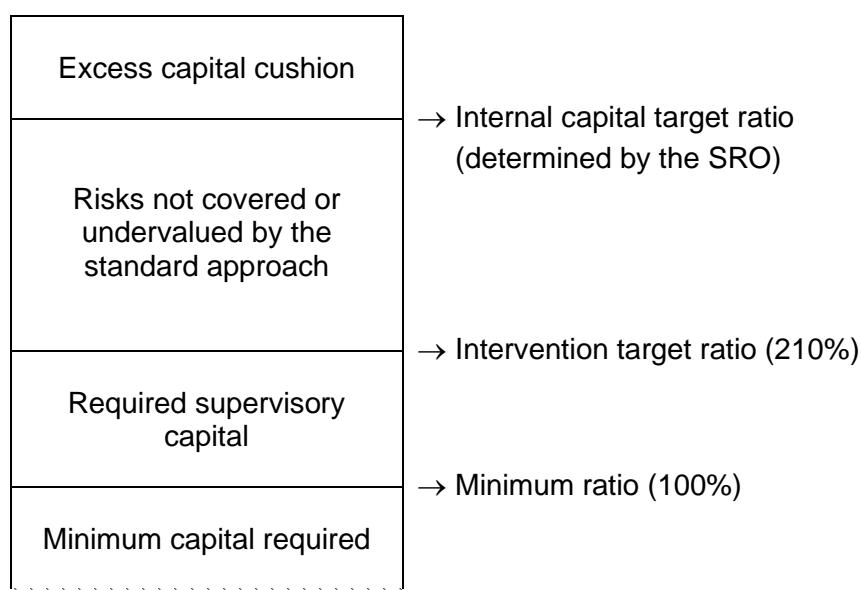 Excess capital cushion
→ Internal capital target ratio
(determined by the SRO)
Risks not covered or
undervalued by the
standard approach
→ Intervention target ratio (210%)
Required supervisory
capital
→ Minimum ratio (100%)
Minimum capital required